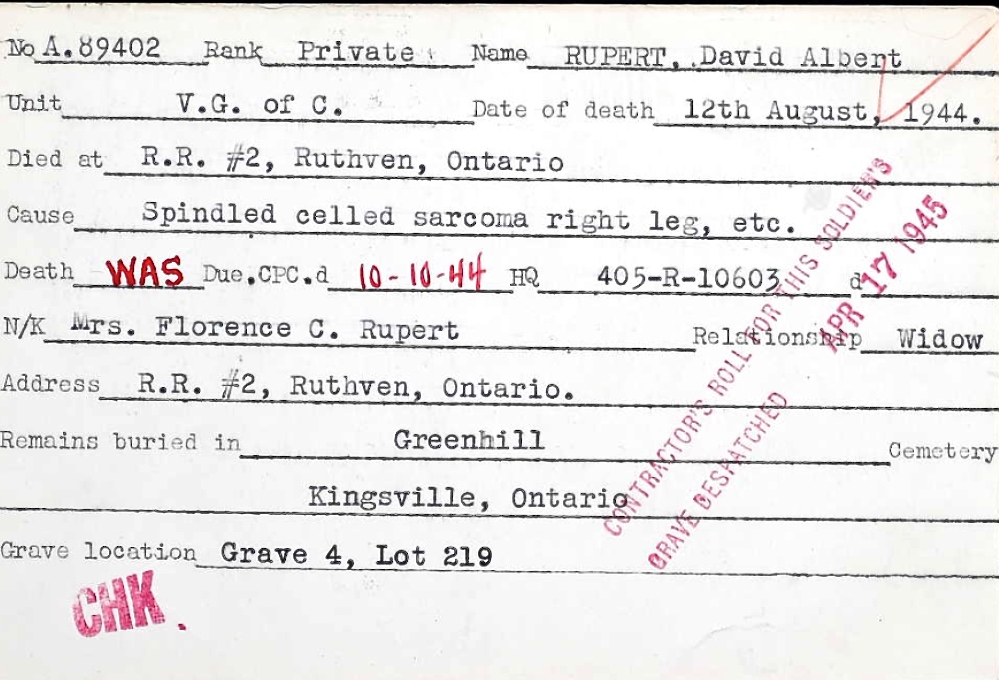 No A.89402 Rank Private Name RUPERT, David Albert
Unit V.G. of C. Date of death 12th August, 1944.
Died at R.R. #2, Ruthven, Ontario
Cause Spindled celled sarcoma right leg, etc.
Death WAS Due.CPC.d 10-10-44 HQ 405-R-10603 d
N/K Mrs. Florence C. Rupert Relationship Widow
Address R.R. #2, Ruthven, Ontario.
Remains buried in Greenhill Cemetery
Kingsville, Ontario
Grave location Grave 4, Lot 219
CONTRACTOR'S ROLL FOR THIS SOLDIER'S
GRAVE DESPATCHED APR 17 1945
CHK.